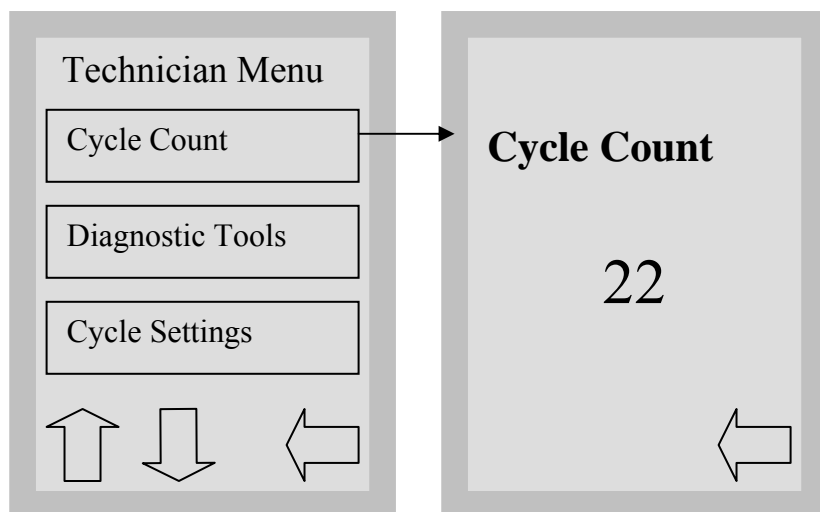 Technician Menu
Cycle Count
Diagnostic Tools
Cycle Settings
Cycle Count
22